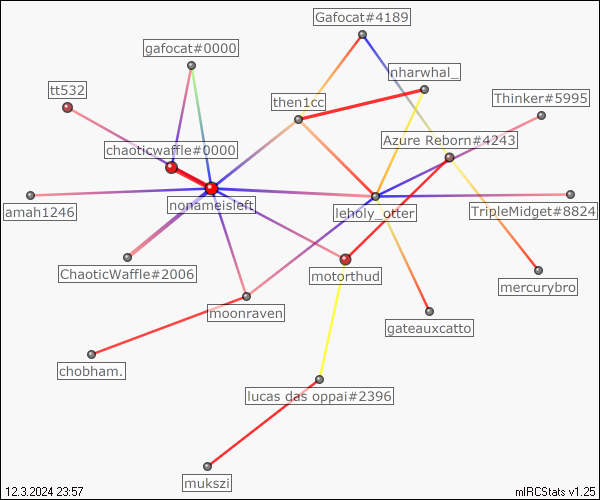 Gafocat#4189
gafocat#0000
nharwhal_
tt532
then1cc
Thinker#5995
Azure Reborn#4243
chaoticwaffle#0000
nonameisleft
amah1246
leholy_otter
TripleMidget#8824
ChaoticWaffle#2006
motorthud
mercurybro
moonraven
gateauxcatto
chobham.
lucas das oppai#2396
mukszi
12.3.2024 23:57
mIRCStats v1.25